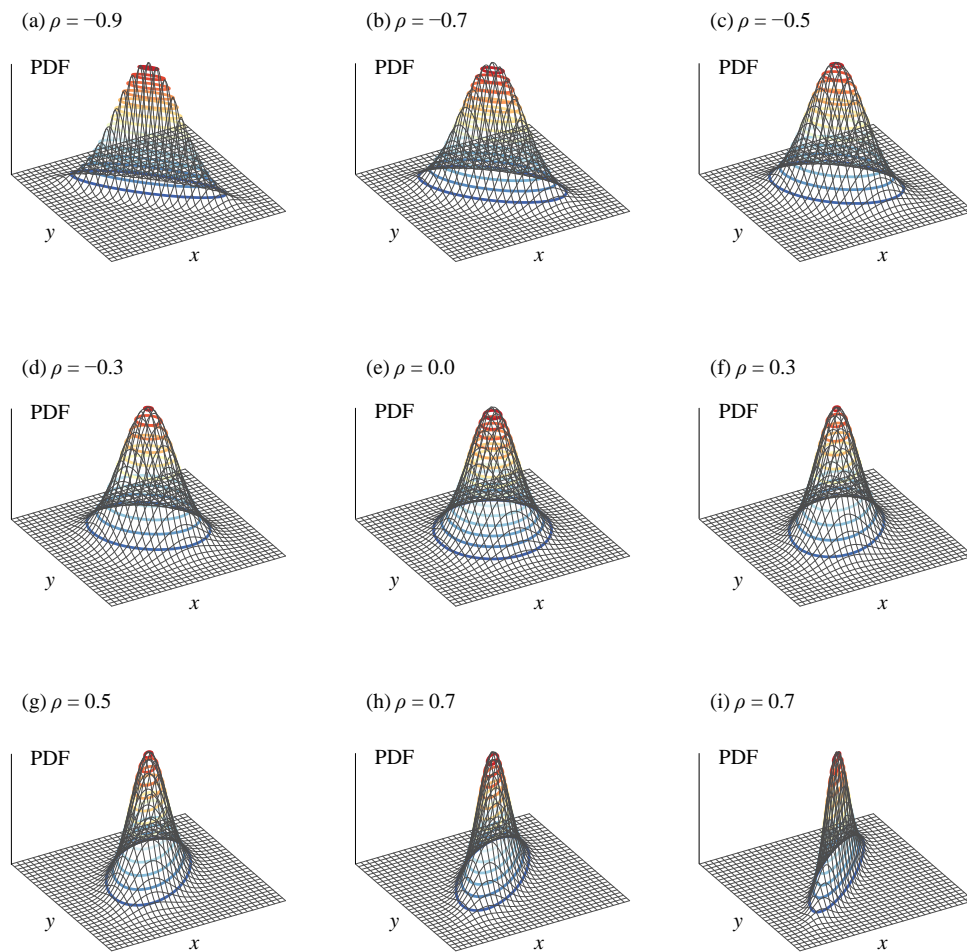 (a) ρ = −0.9
(b) ρ = −0.7
(c) ρ = −0.5
PDF
PDF
PDF
y
x
y
x
y
x
(d) ρ = −0.3
(e) ρ = 0.0
(f) ρ = 0.3
PDF
PDF
PDF
y
x
y
x
y
x
(g) ρ = 0.5
(h) ρ = 0.7
(i) ρ = 0.7
PDF
PDF
PDF
y
x
y
x
y
x